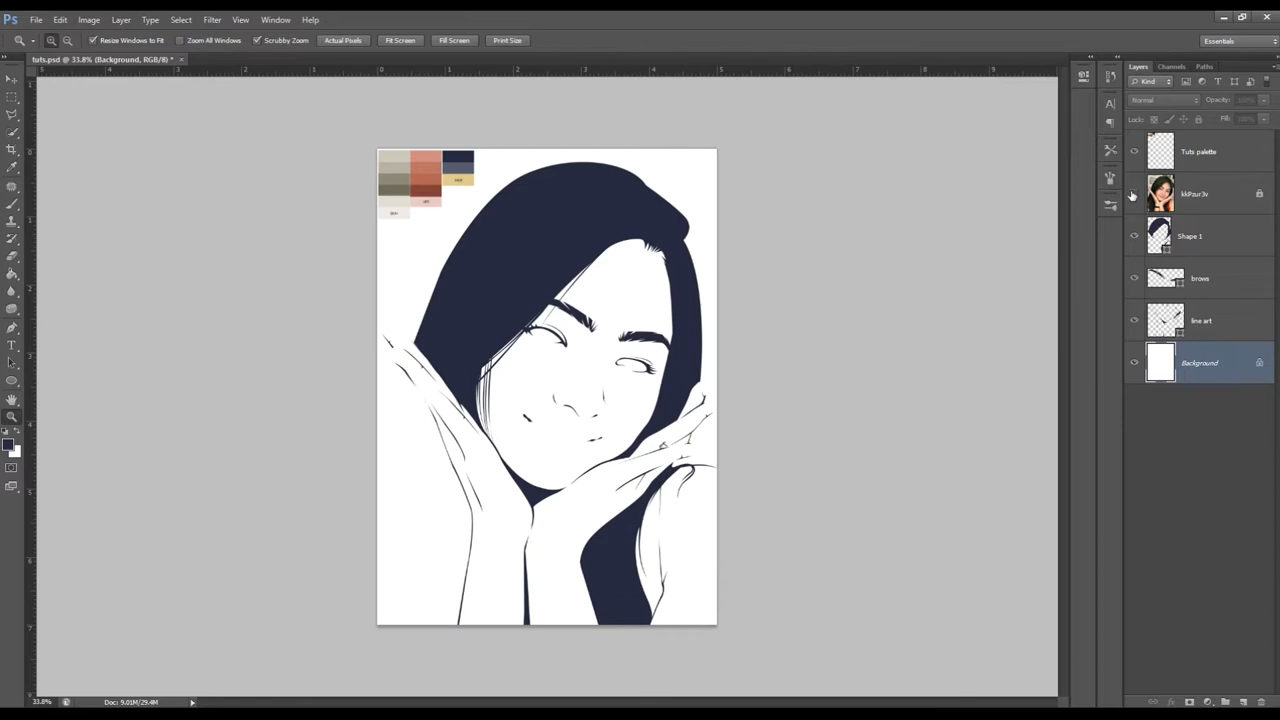 Ps File Edit Image Layer Type Select Filter View Window Help
Resize Windows to Fit Zoom All Windows Scrubby Zoom Actual Pixels Fit Screen Fill Screen Print Size Essentials
tuts.psd @ 33.8% (Background, RGB/8) * ×
Layers Channels Paths
Kind
Normal Opacity: 100%
Lock: Fill: 100%
Tuts palette
kkPzur3v
Shape 1
brows
line art
Background
33.8% Doc: 9.01M/29.4M